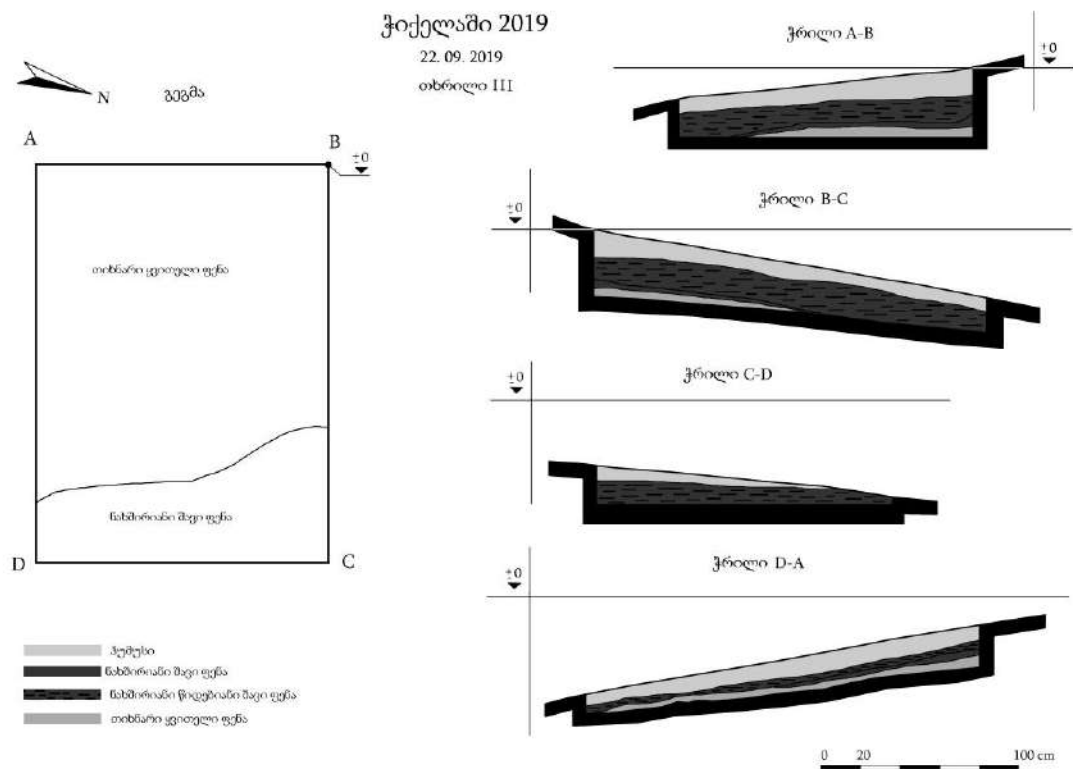 ჭიქელაში 2019
22. 09. 2019
თხრილი III
N
გეგმა
A
B
±0
თიხნარი ყვითელი ფენა
ნახშირიანი შავი ფენა
D
C
ჰუმუსი
ნახშირიანი შავი ფენა
ნახშირიანი წიდებიანი შავი ფენა
თიხნარი ყვითელი ფენა
ჭრილი A-B
±0
ჭრილი B-C
±0
ჭრილი C-D
±0
ჭრილი D-A
±0
0 20 100 cm